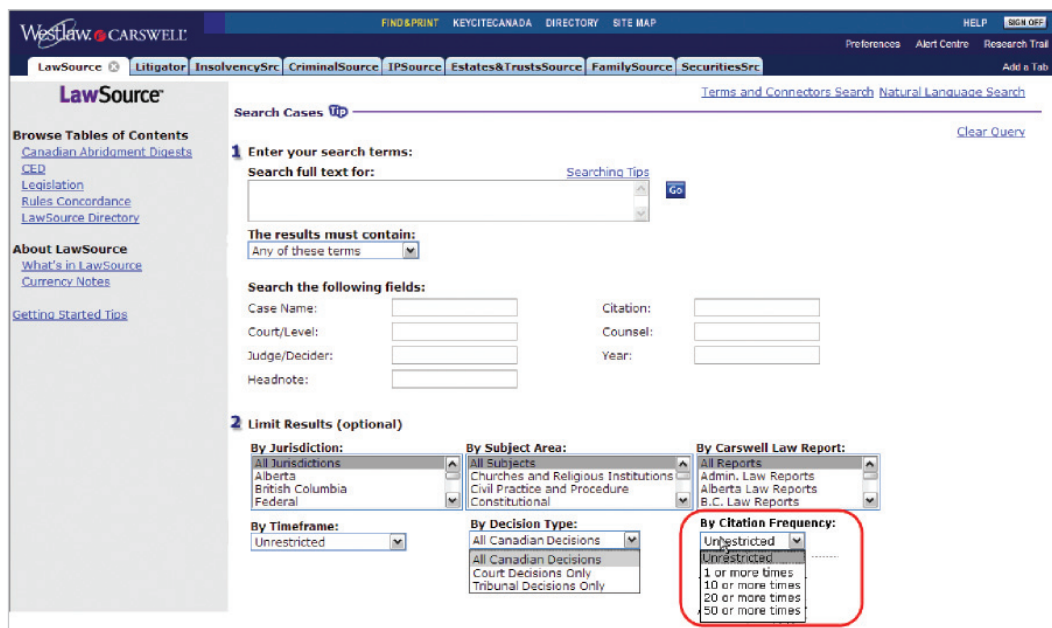 FIND&PRINT KEYCITECANADA DIRECTORY SITE MAP HELP SIGN OFF
Westlaw. CARSWELL
Preferences Alert Centre Research Trail
LawSource Litigator InsolvencySrc CriminalSource IPSource Estates&TrustsSource FamilySource SecuritiesSrc Add a Tab
LawSource
Browse Tables of Contents
Canadian Abridgment Digests
CED
Legislation
Rules Concordance
LawSource Directory
About LawSource
What's in LawSource
Currency Notes
Getting Started Tips
Terms and Connectors Search Natural Language Search
Search Cases Tip
Clear Query
1 Enter your search terms:
Search full text for: Searching Tips
Go
The results must contain:
Any of these terms
Search the following fields:
Case Name: Citation:
Court/Level: Counsel:
Judge/Decider: Year:
Headnote:
2 Limit Results (optional)
By Jurisdiction: By Subject Area: By Carswell Law Report:
All Jurisdictions All Subjects All Reports
Alberta Churches and Religious Institutions Admin. Law Reports
British Columbia Civil Practice and Procedure Alberta Law Reports
Federal Constitutional B.C. Law Reports
By Timeframe: By Decision Type: By Citation Frequency:
Unrestricted All Canadian Decisions Unrestricted
All Canadian Decisions Unrestricted
Court Decisions Only 1 or more times
Tribunal Decisions Only 10 or more times
20 or more times
50 or more times